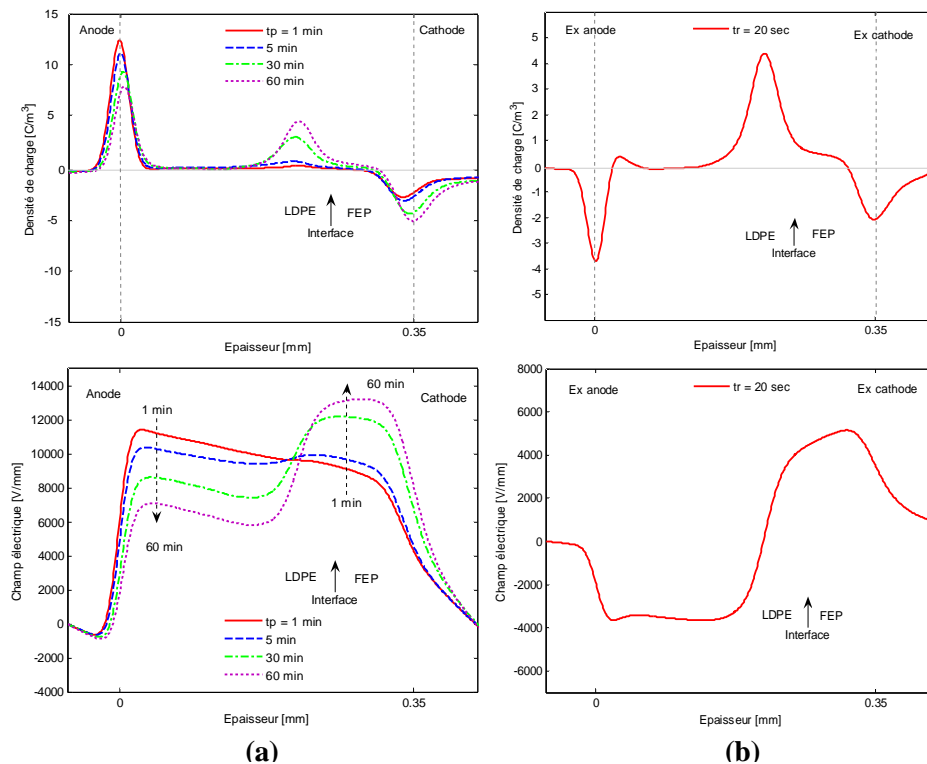 Anode
tp = 1 min
5 min
30 min
60 min
Cathode
Densité de charge [C/m³]
15
10
5
0
-5
-10
-15
LDPE
FEP
Interface
0
0.35
Epaisseur [mm]
Ex anode
tr = 20 sec
Ex cathode
Densité de charge [C/m³]
5
4
3
2
1
0
-1
-2
-3
-4
-5
LDPE
FEP
Interface
0
0.35
Epaisseur [mm]
Anode
60 min
Cathode
1 min
Champ électrique [V/mm]
14000
12000
10000
8000
6000
4000
2000
0
-2000
-4000
1 min
60 min
LDPE
FEP
Interface
tp = 1 min
5 min
30 min
60 min
0
0.35
Epaisseur [mm]
(a)
Ex anode
tr = 20 sec
Ex cathode
Champ électrique [V/mm]
8000
6000
4000
2000
0
-2000
-4000
-6000
LDPE
FEP
Interface
0
0.35
Epaisseur [mm]
(b)